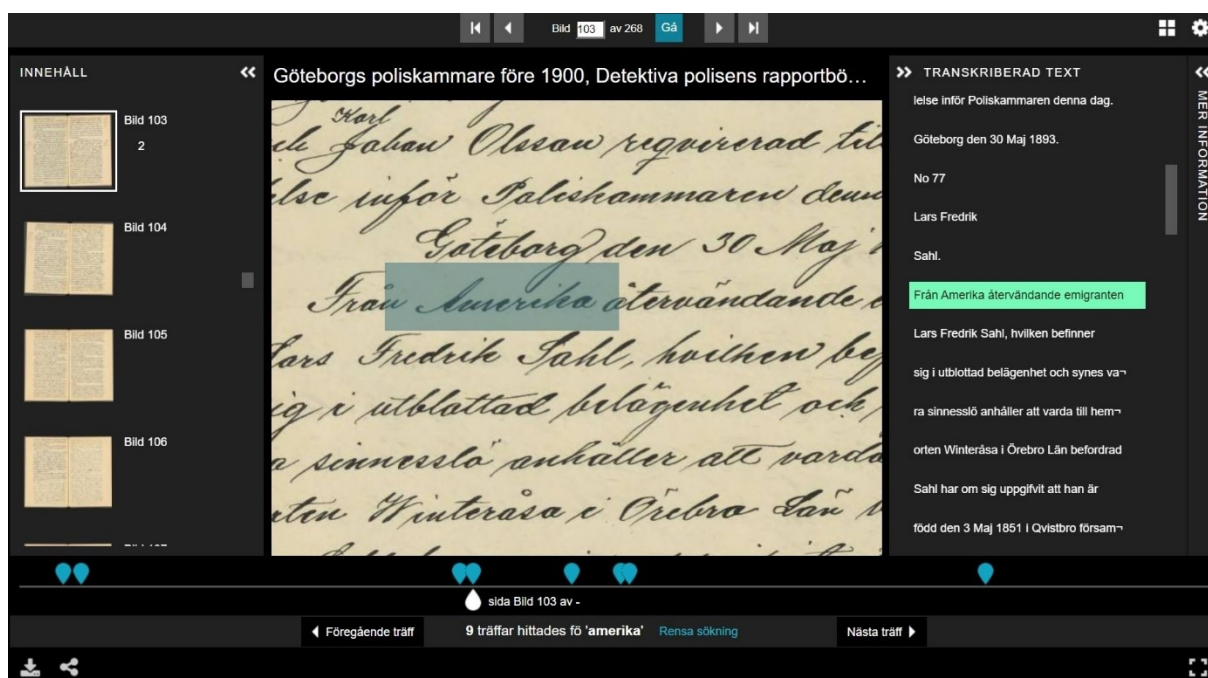 Bild 103 av 268 Gå
INNEHÅLL
Bild 103
2
Bild 104
Bild 105
Bild 106
Göteborgs poliskammare före 1900, Detektiva polisens rapportbö…
Karl
Johan Olsson reqvirerad til
else inför Poliskammaren denn
Göteborg den 30 Maj
Från Amerika återvändande
Lars Fredrik Sahl, hvilken bef
sig i utblottad belägenhet och
a sinnesslö anhåller att varda
orten Winteråsa i Örebro Län
TRANSKRIBERAD TEXT
lelse inför Poliskammaren denna dag.
Göteborg den 30 Maj 1893.
No 77
Lars Fredrik
Sahl.
Från Amerika återvändande emigranten
Lars Fredrik Sahl, hvilken befinner
sig i utblottad belägenhet och synes va¬
ra sinnesslö anhåller att varda till hem¬
orten Winteråsa i Örebro Län befordrad
Sahl har om sig uppgifvit att han är
född den 3 Maj 1851 i Qvistbro försam¬
MER INFORMATION
sida Bild 103 av -
Föregående träff
9 träffar hittades fö 'amerika' Rensa sökning
Nästa träff